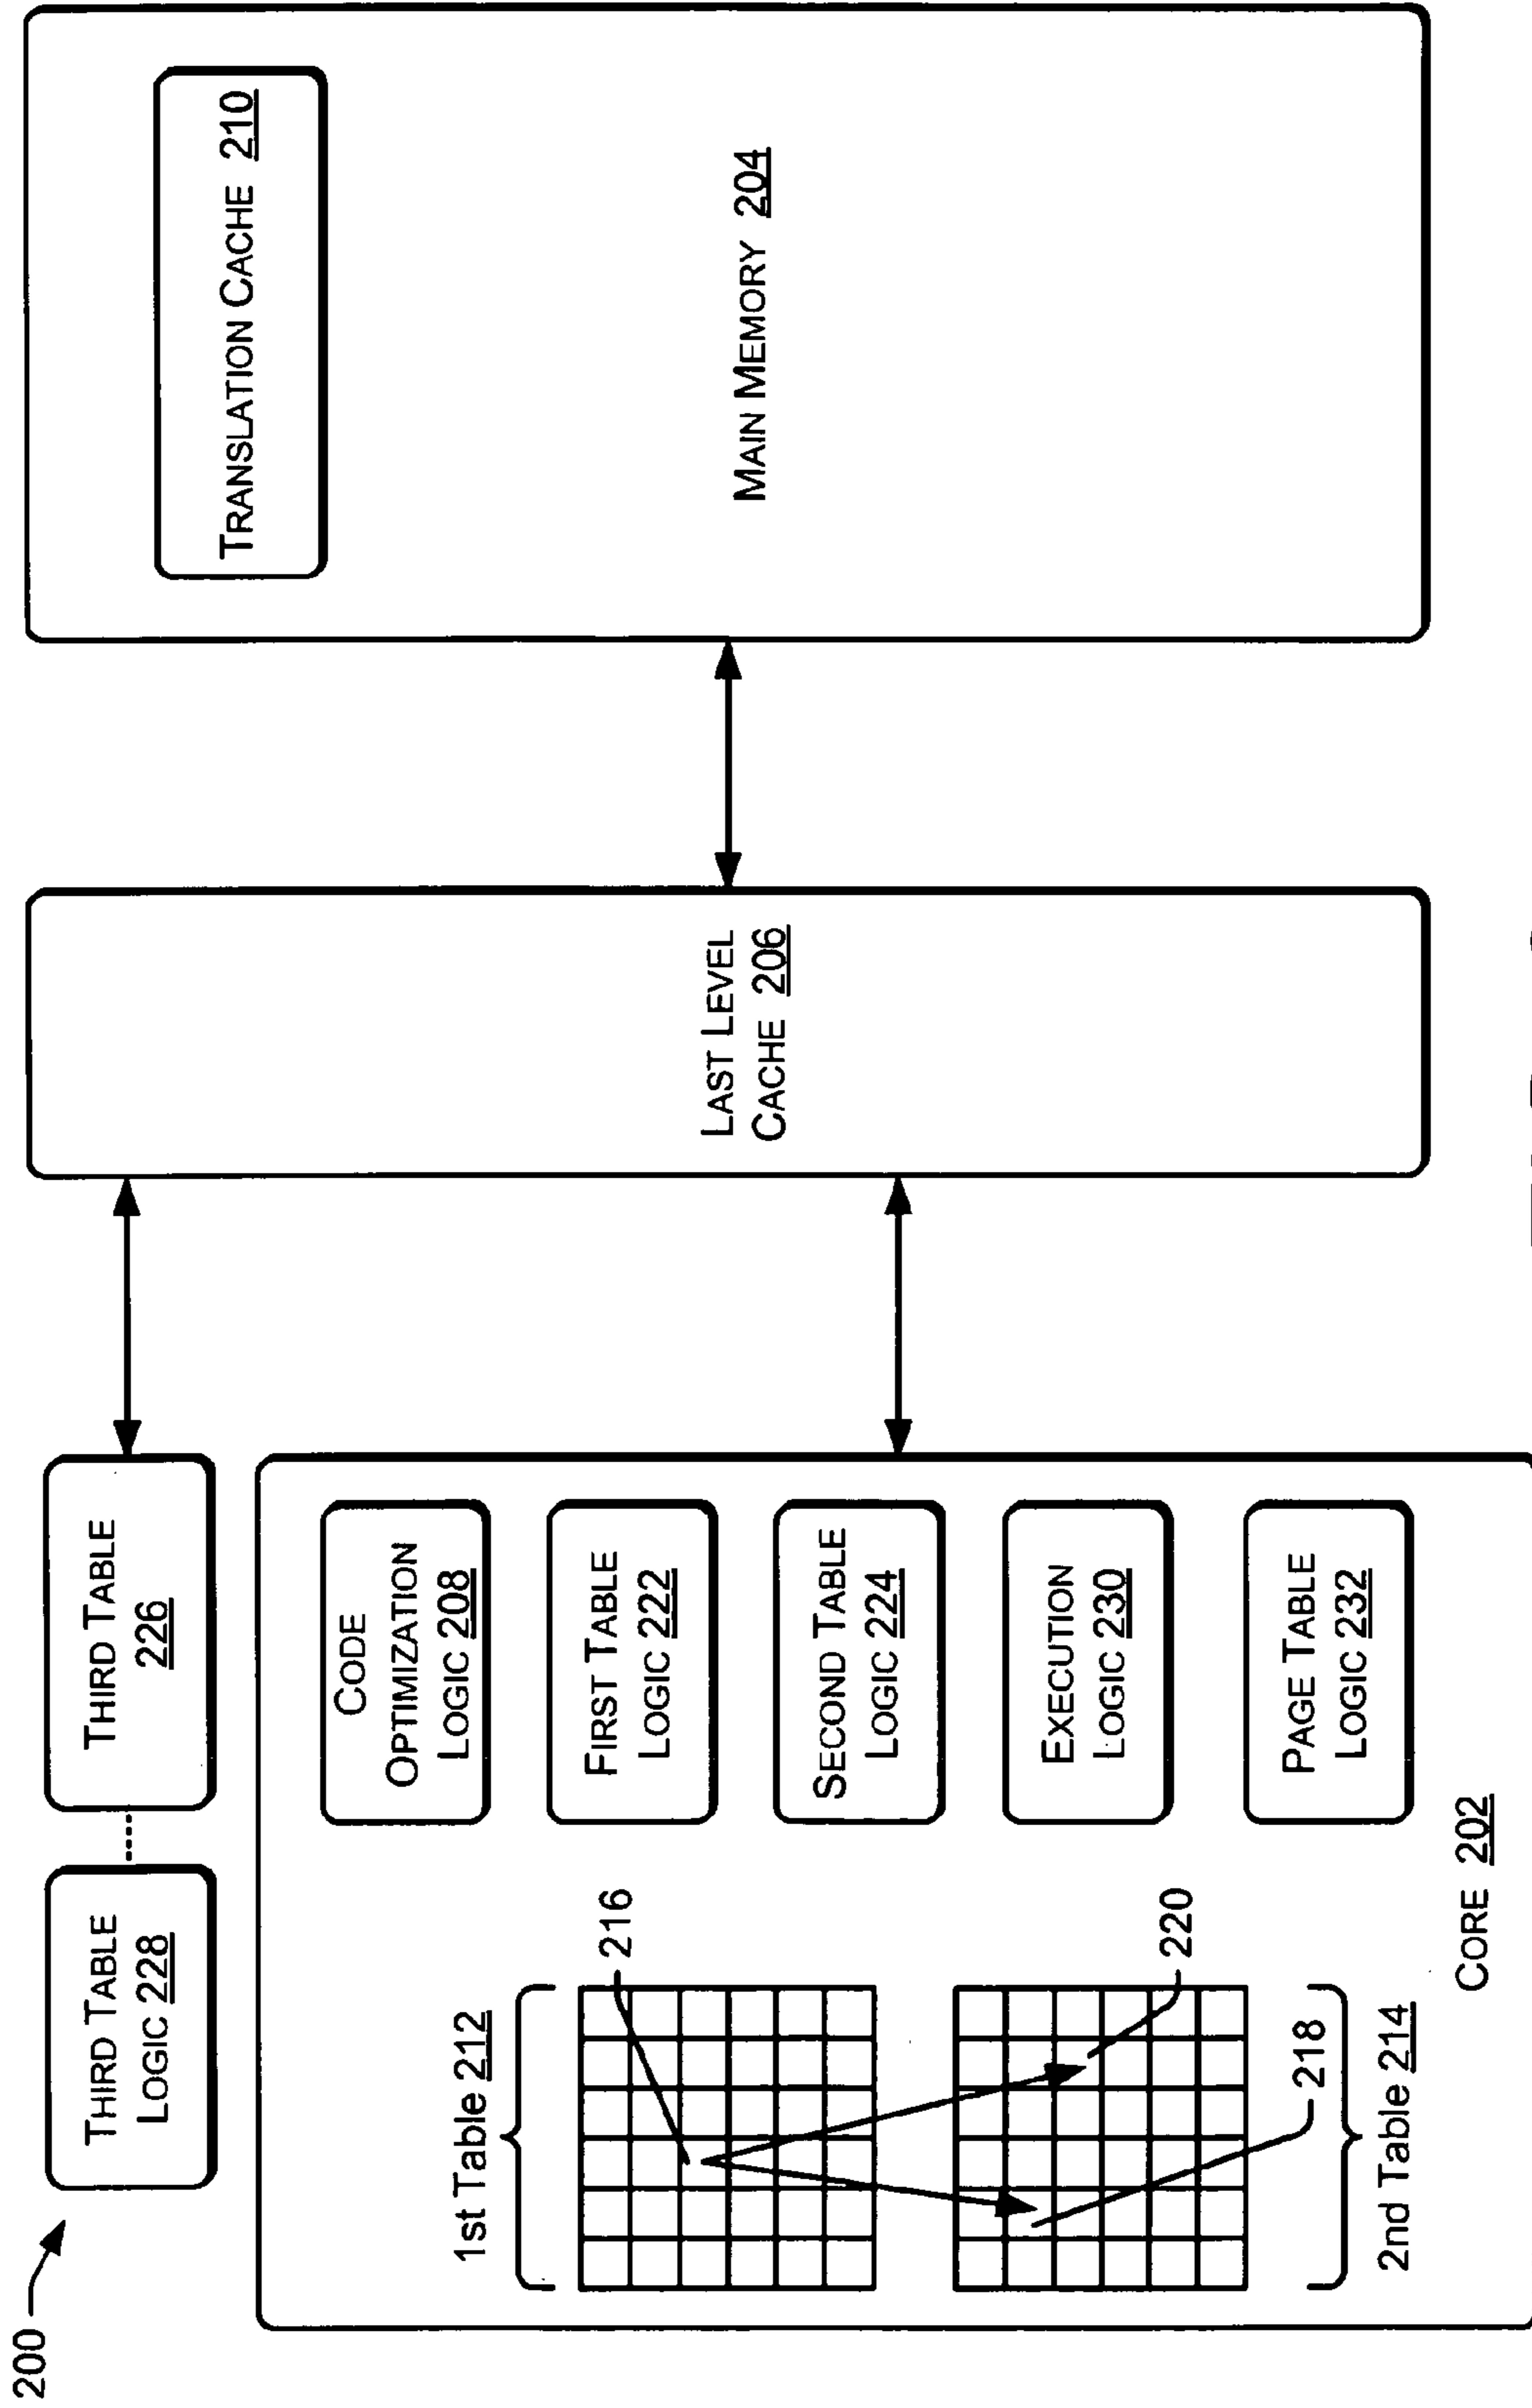 200
THIRD TABLE
LOGIC 228
THIRD TABLE
226
1st Table 212
216
220
218
2nd Table 214
CODE
OPTIMIZATION
LOGIC 208
FIRST TABLE
LOGIC 222
SECOND TABLE
LOGIC 224
EXECUTION
LOGIC 230
PAGE TABLE
LOGIC 232
CORE 202
LAST LEVEL
CACHE 206
TRANSLATION CACHE 210
MAIN MEMORY 204